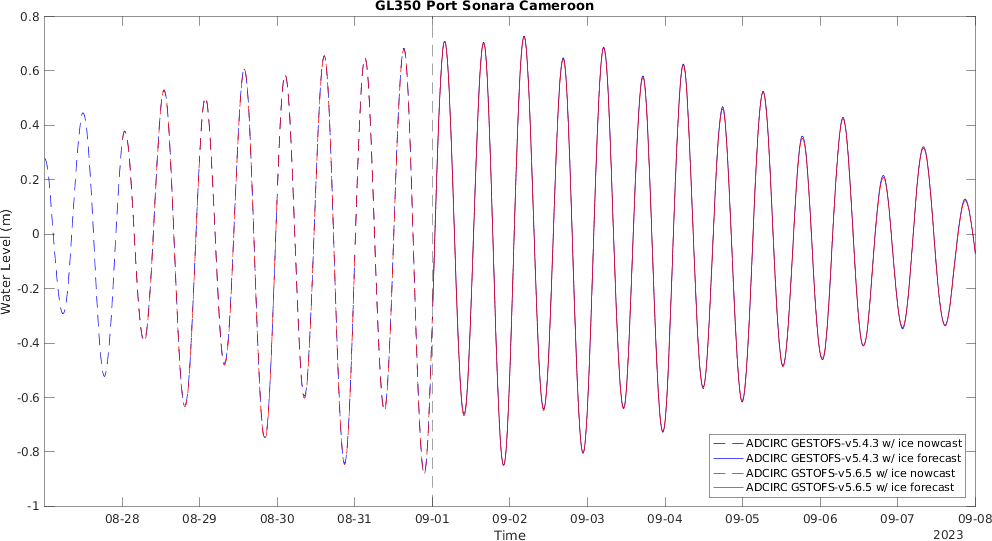 GL350 Port Sonara Cameroon
0.8
0.6
0.4
0.2
0
-0.2
-0.4
-0.6
-0.8
-1
Water Level (m)
ADCIRC GESTOFS-v5.4.3 w/ ice nowcast
ADCIRC GESTOFS-v5.4.3 w/ ice forecast
ADCIRC GSTOFS-v5.6.5 w/ ice nowcast
ADCIRC GSTOFS-v5.6.5 w/ ice forecast
08-28 08-29 08-30 08-31 09-01 09-02 09-03 09-04 09-05 09-06 09-07 09-08
Time
2023